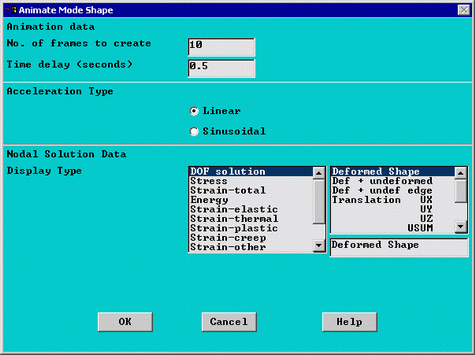 Animate Mode Shape
Animation data
No. of frames to create 10
Time delay (seconds) 0.5
Acceleration Type
Linear
Sinusoidal
Nodal Solution Data
Display Type
DOF solution
Stress
Strain-total
Energy
Strain-elastic
Strain-thermal
Strain-plastic
Strain-creep
Strain-other
Deformed Shape
Def + undeformed
Def + undef edge
Translation UX
UY
UZ
USUM
Deformed Shape
OK Cancel Help